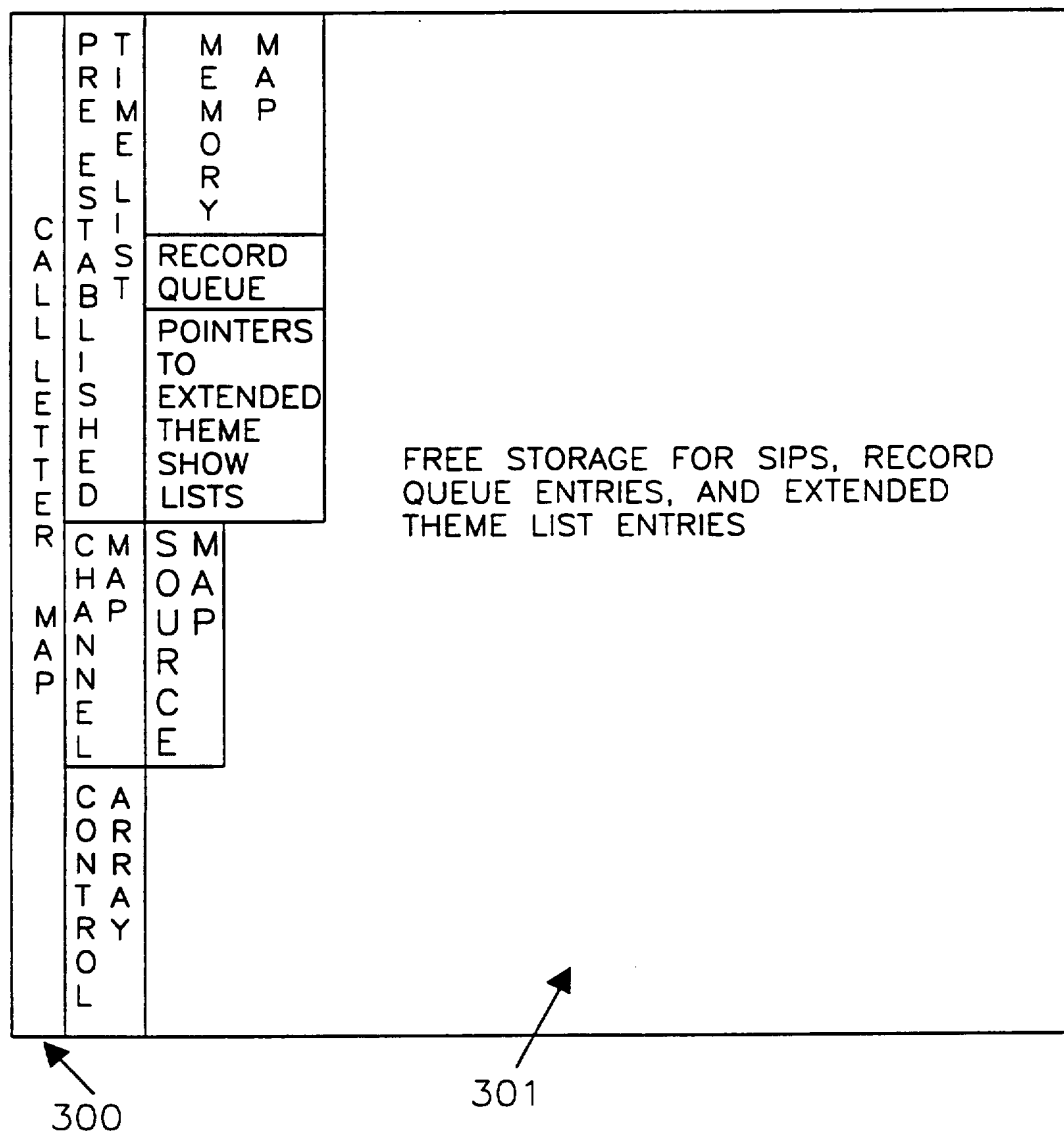 CALL LETTER MAP
PRE ESTABLISHED
TIME LIST
MEMORY
MAP
RECORD
QUEUE
POINTERS
TO
EXTENDED
THEME
SHOW
LISTS
CHANNEL
MAP
SOURCE
MAP
CONTROL
ARRAY
FREE STORAGE FOR SIPS, RECORD
QUEUE ENTRIES, AND EXTENDED
THEME LIST ENTRIES
300
301